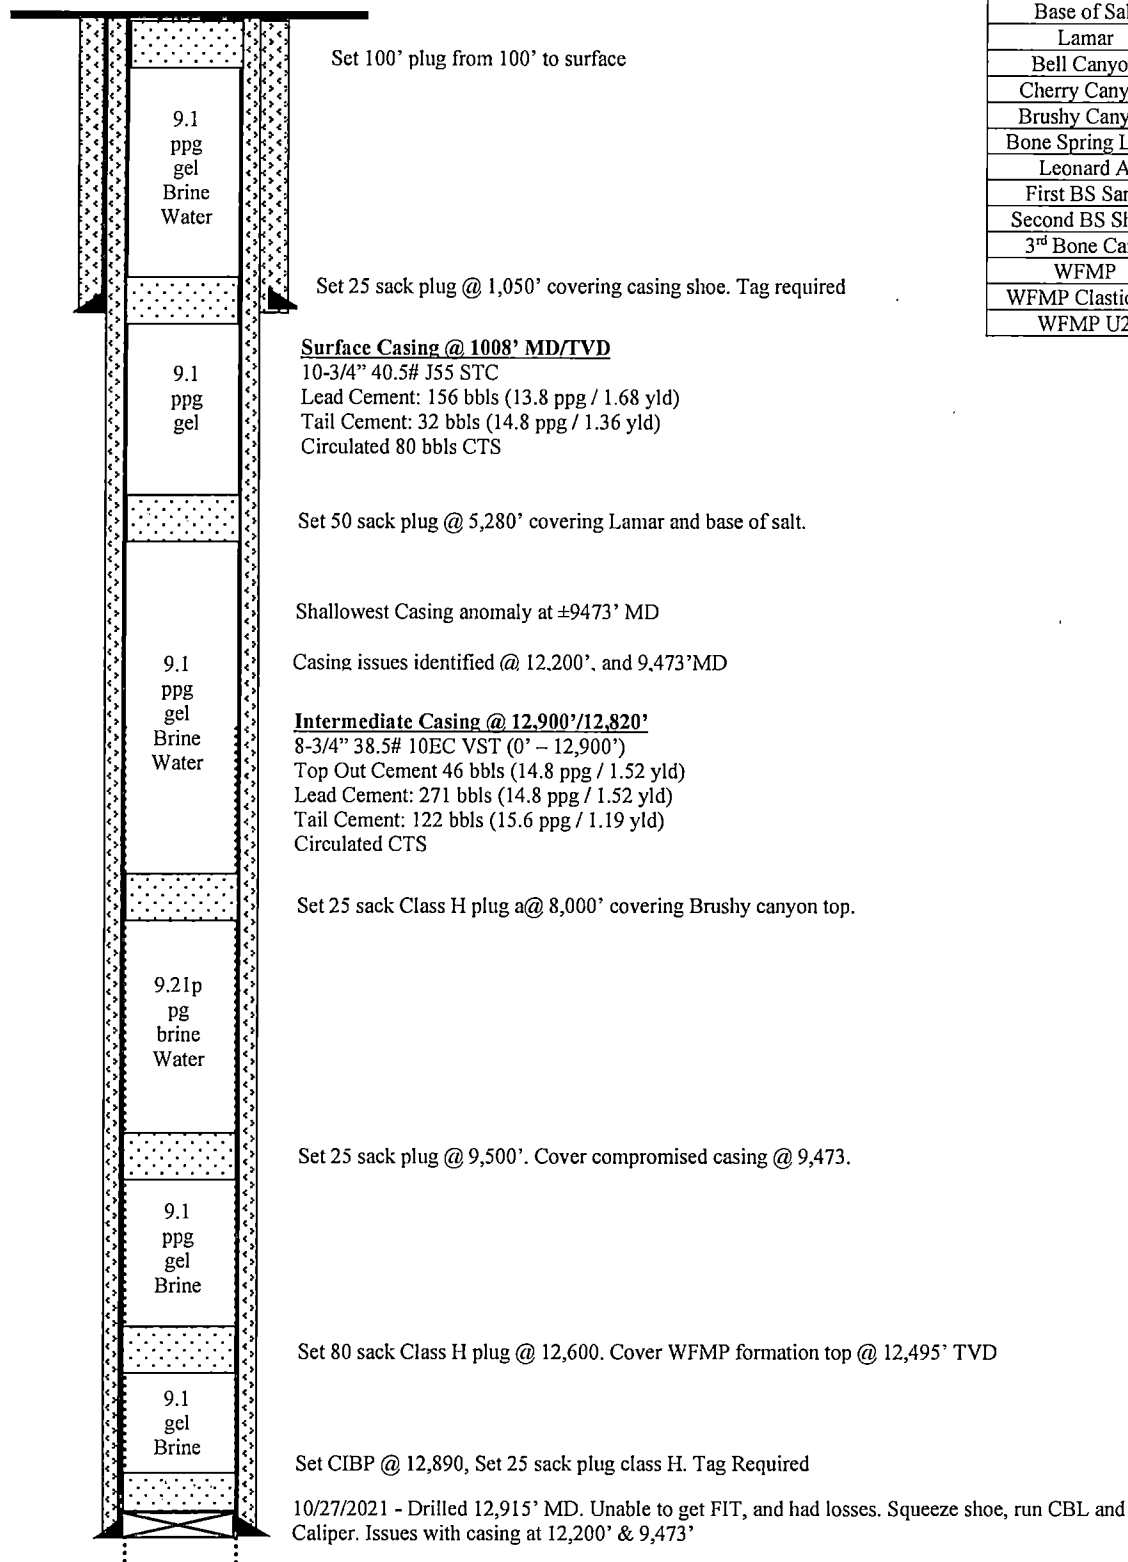 Base of Sal
Lamar
Bell Canyo
Cherry Cany
Brushy Cany
Bone Spring L
Leonard A
First BS San
Second BS Sh
3rd Bone Ca
WFMP
WFMP Clasti
WFMP U2
Set 100' plug from 100' to surface
9.1
ppg
gel
Brine
Water
Set 25 sack plug @ 1,050' covering casing shoe. Tag required
Surface Casing @ 1008' MD/TVD
10-3/4" 40.5# J55 STC
Lead Cement: 156 bbls (13.8 ppg / 1.68 yld)
Tail Cement: 32 bbls (14.8 ppg / 1.36 yld)
Circulated 80 bbls CTS
9.1
ppg
gel
Set 50 sack plug @ 5,280' covering Lamar and base of salt.
Shallowest Casing anomaly at ±9473' MD
Casing issues identified @ 12,200', and 9,473'MD
9.1
ppg
gel
Brine
Water
Intermediate Casing @ 12,900'/12,820'
8-3/4" 38.5# 10EC VST (0' – 12,900')
Top Out Cement 46 bbls (14.8 ppg / 1.52 yld)
Lead Cement: 271 bbls (14.8 ppg / 1.52 yld)
Tail Cement: 122 bbls (15.6 ppg / 1.19 yld)
Circulated CTS
Set 25 sack Class H plug a@ 8,000' covering Brushy canyon top.
9.21p
pg
brine
Water
Set 25 sack plug @ 9,500'. Cover compromised casing @ 9,473.
9.1
ppg
gel
Brine
Set 80 sack Class H plug @ 12,600. Cover WFMP formation top @ 12,495' TVD
9.1
gel
Brine
Set CIBP @ 12,890, Set 25 sack plug class H. Tag Required
10/27/2021 - Drilled 12,915' MD. Unable to get FIT, and had losses. Squeeze shoe, run CBL and
Caliper. Issues with casing at 12,200' & 9,473'